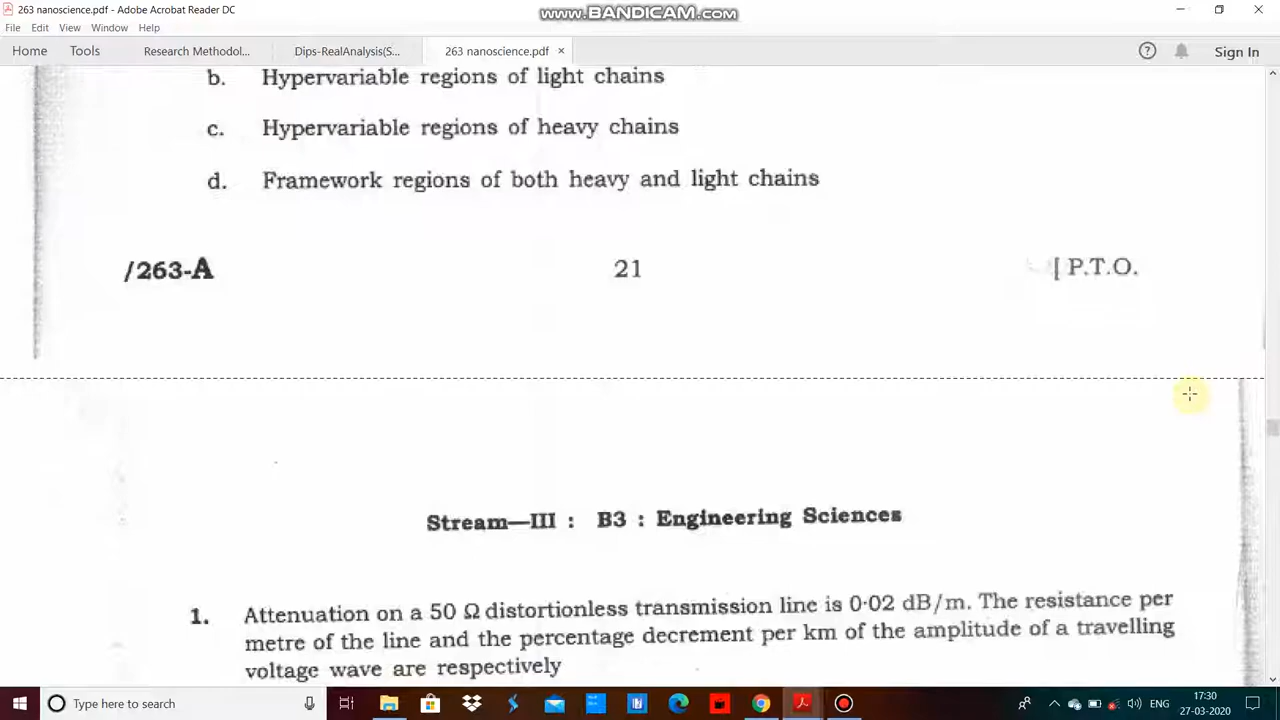 263 nanoscience.pdf - Adobe Acrobat Reader DC
www.BANDICAM.com
File Edit View Window Help
Home Tools Research Methodol... Dips-RealAnalysis(S... 263 nanoscience.pdf × Sign In
b. Hypervariable regions of light chains
c. Hypervariable regions of heavy chains
d. Framework regions of both heavy and light chains
/263-A 21 [ P.T.O.
Stream—III : B3 : Engineering Sciences
1. Attenuation on a 50 Ω distortionless transmission line is 0·02 dB/m. The resistance per
metre of the line and the percentage decrement per km of the amplitude of a travelling
voltage wave are respectively
Type here to search ENG 17:30
27-03-2020